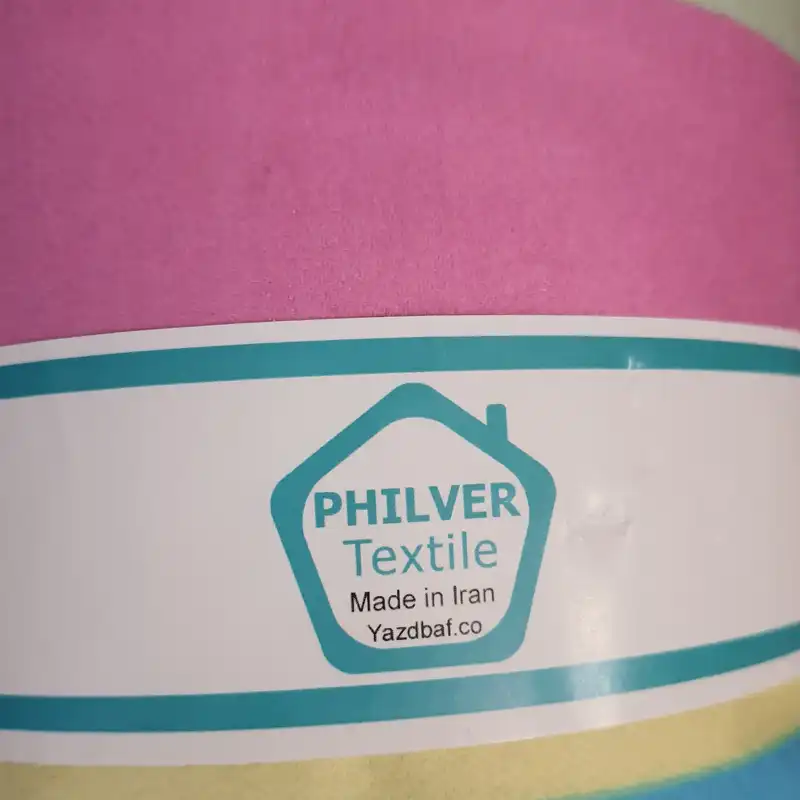 PHILVER
Textile
Made in Iran
Yazdbaf.co